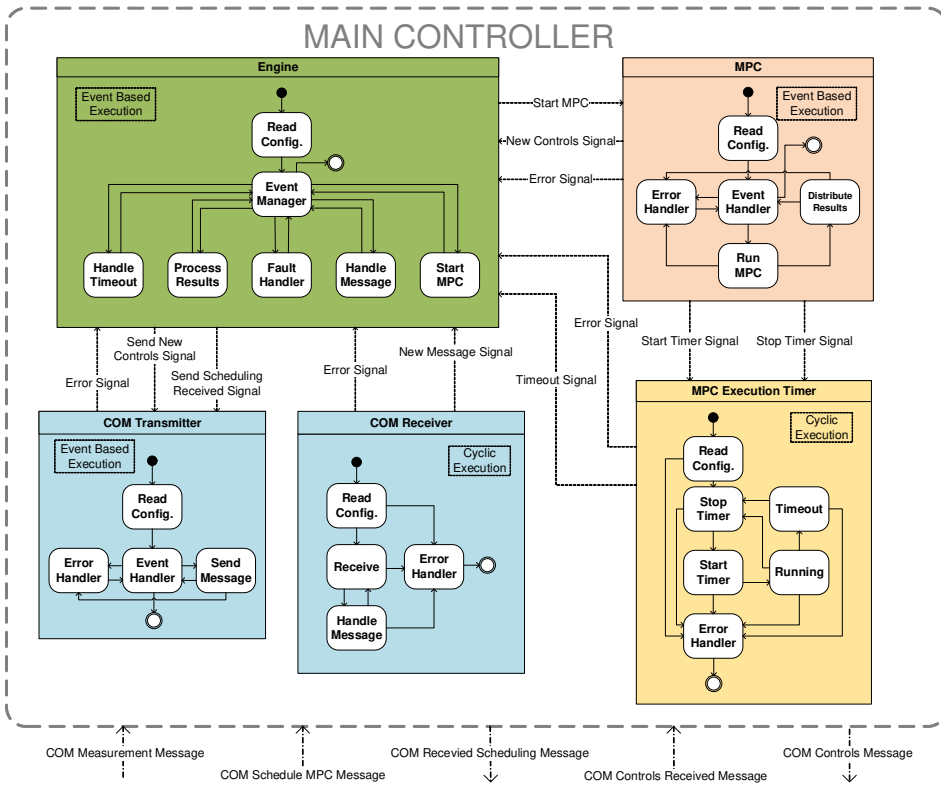 MAIN CONTROLLER
Engine
Event Based
Execution
Read
Config.
Event
Manager
Handle
Timeout
Process
Results
Fault
Handler
Handle
Message
Start
MPC
Start MPC
New Controls Signal
Error Signal
MPC
Event Based
Execution
Read
Config.
Error
Handler
Event
Handler
Distribute
Results
Run
MPC
Error Signal
Send New
Controls Signal
Send Scheduling
Received Signal
Error Signal
New Message Signal
Error Signal
Timeout Signal
Start Timer Signal
Stop Timer Signal
COM Transmitter
Event Based
Execution
Read
Config.
Error
Handler
Event
Handler
Send
Message
COM Receiver
Cyclic
Execution
Read
Config.
Receive
Error
Handler
Handle
Message
MPC Execution Timer
Cyclic
Execution
Read
Config.
Stop
Timer
Timeout
Start
Timer
Running
Error
Handler
COM Measurement Message
COM Schedule MPC Message
COM Recevied Scheduling Message
COM Controls Received Message
COM Controls Message